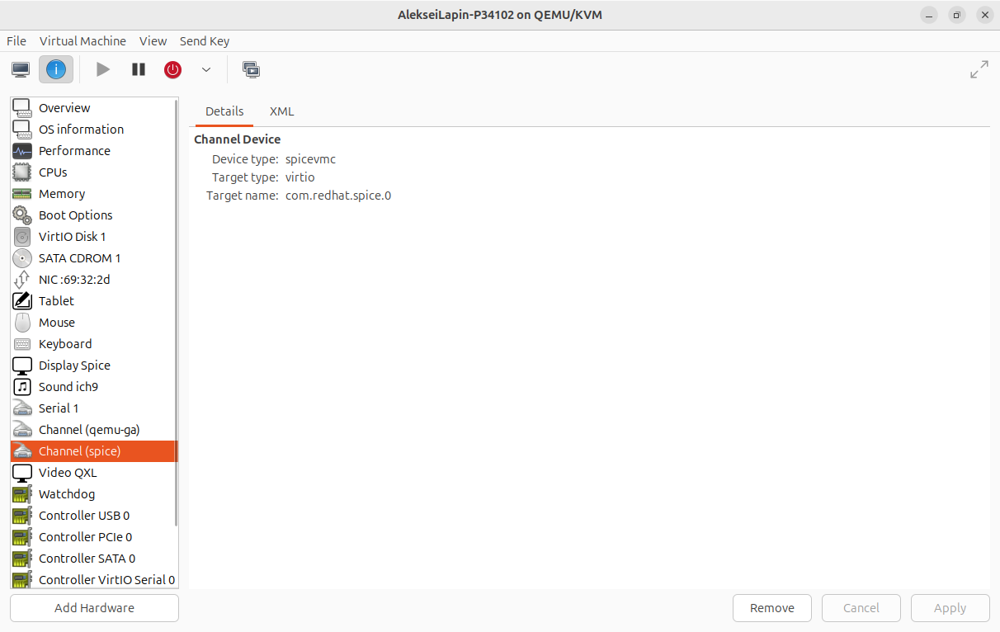 AlekseiLapin-P34102 on QEMU/KVM
File Virtual Machine View Send Key
Overview
OS information
Performance
CPUs
Memory
Boot Options
VirtIO Disk 1
SATA CDROM 1
NIC :69:32:2d
Tablet
Mouse
Keyboard
Display Spice
Sound ich9
Serial 1
Channel (qemu-ga)
Channel (spice)
Video QXL
Watchdog
Controller USB 0
Controller PCIe 0
Controller SATA 0
Controller VirtIO Serial 0
Add Hardware
Details XML
Channel Device
Device type: spicevmc
Target type: virtio
Target name: com.redhat.spice.0
Remove Cancel Apply